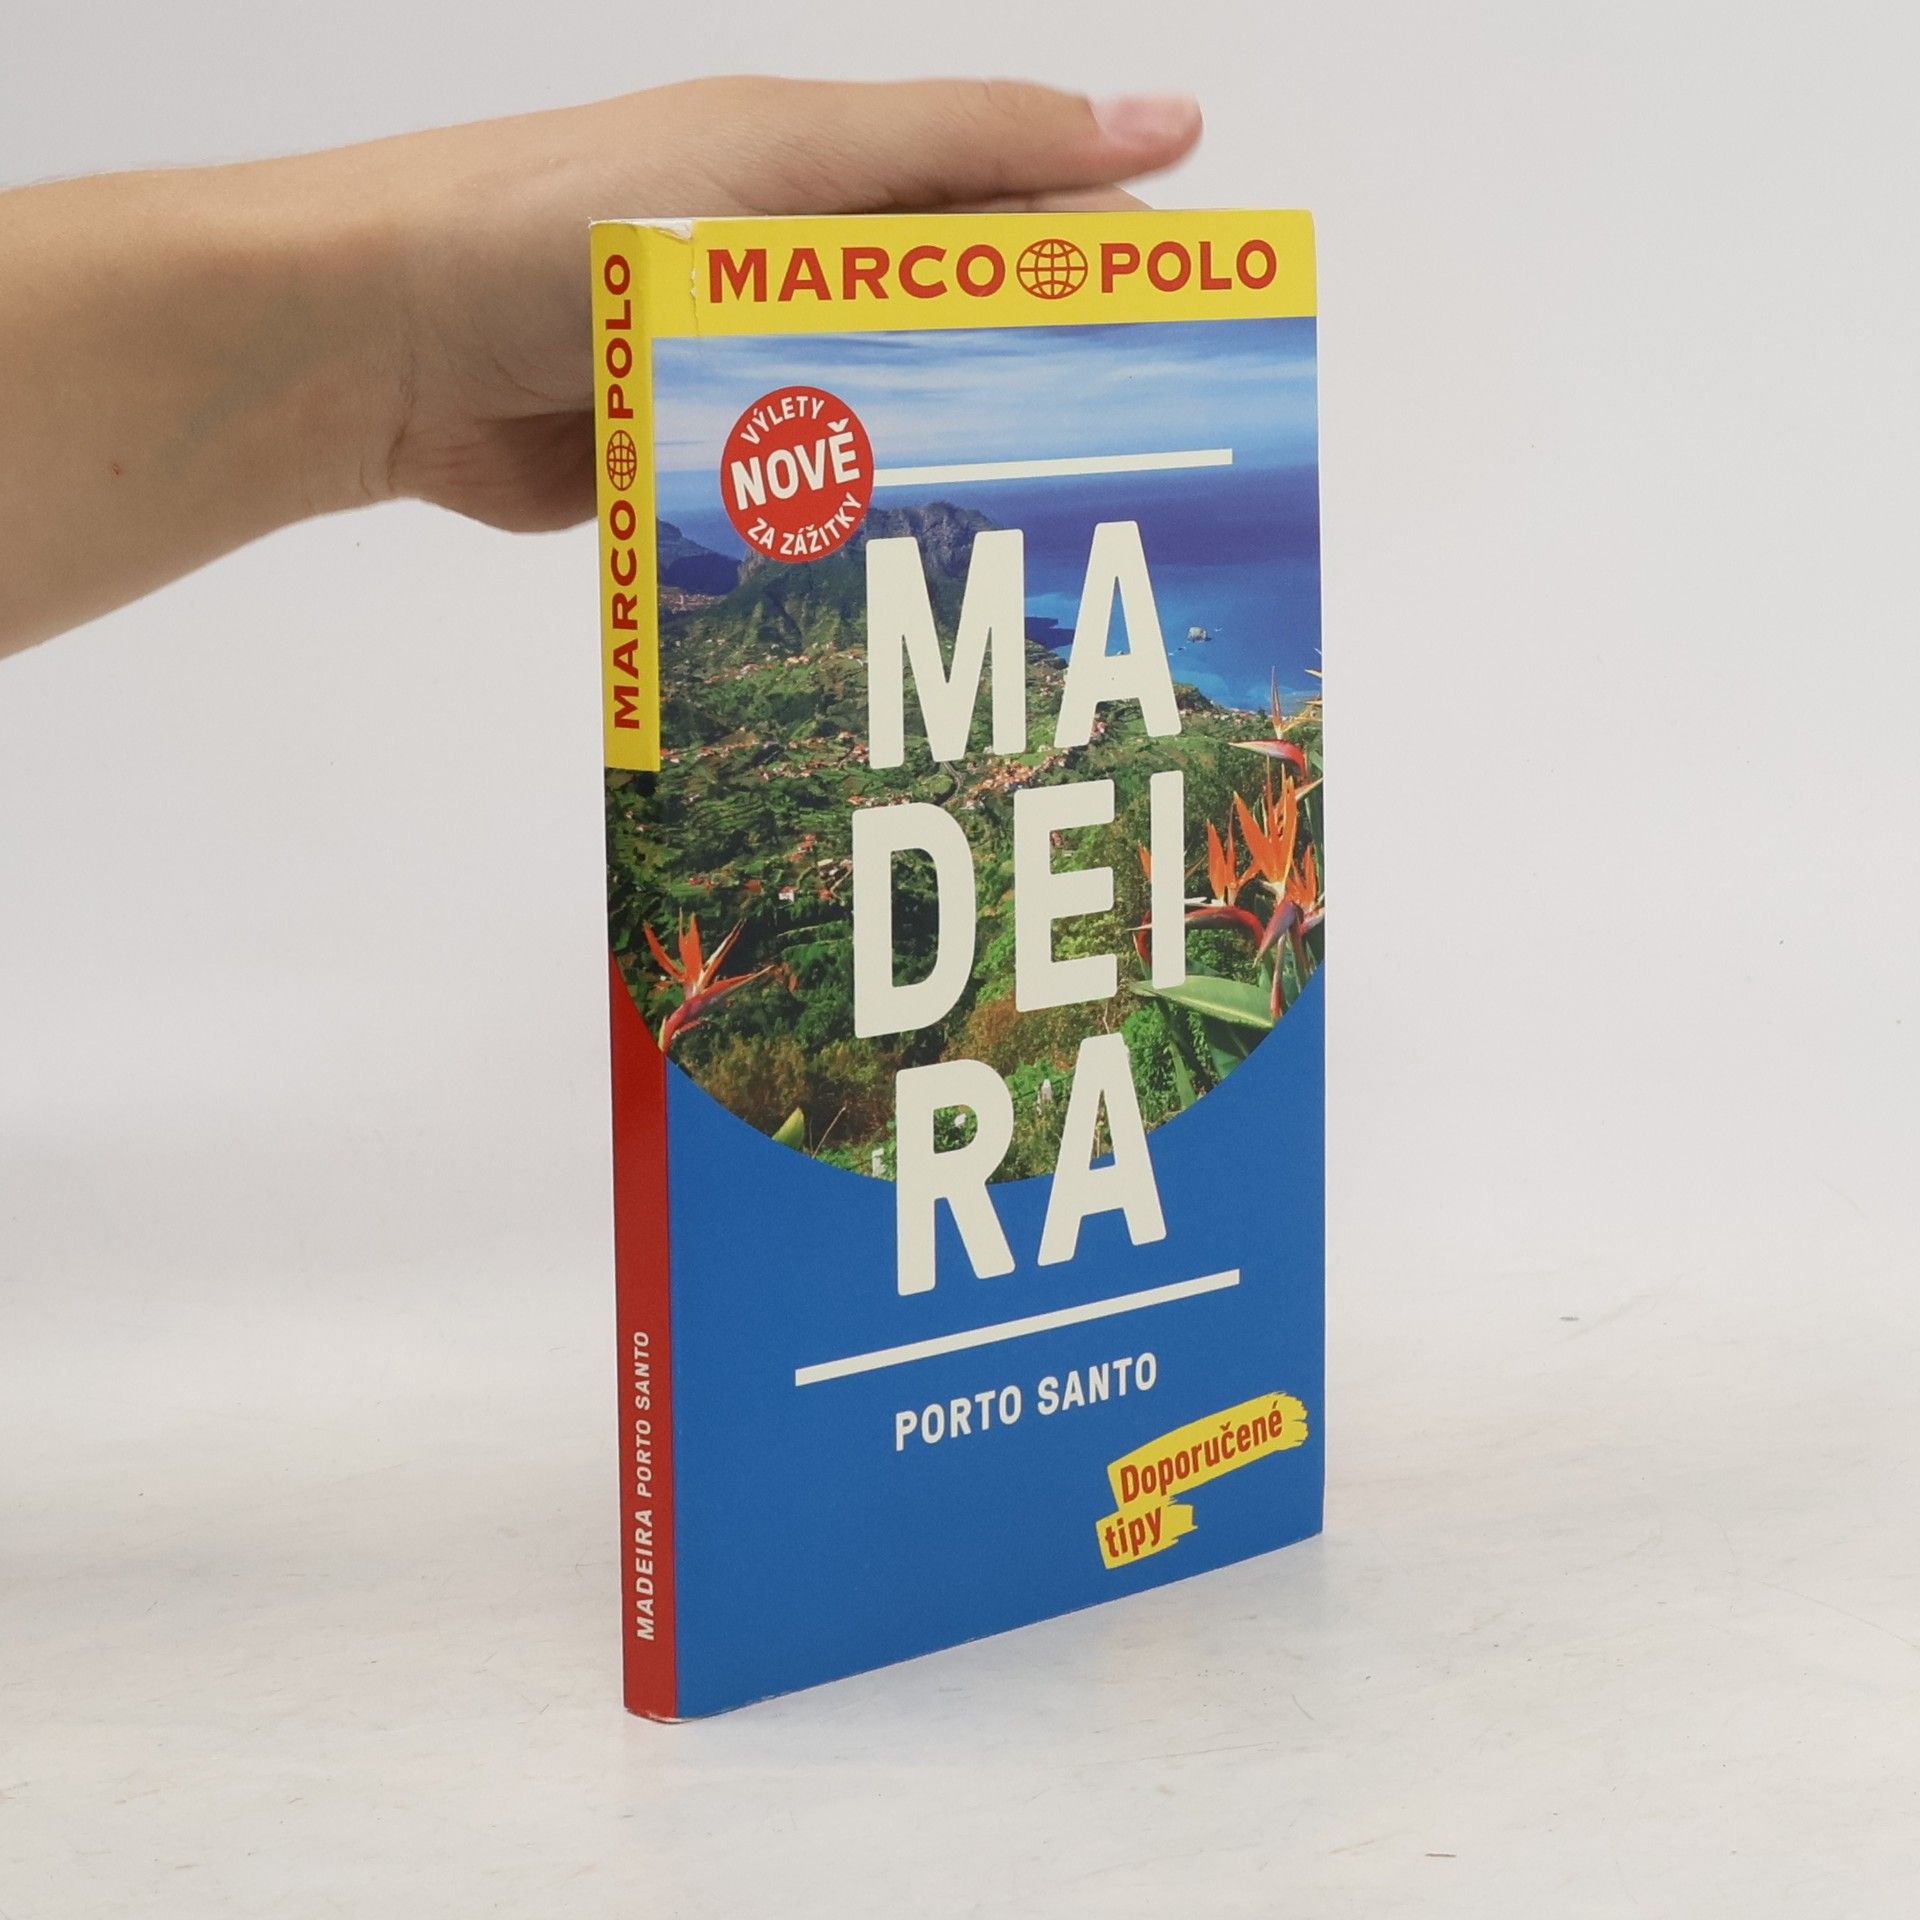 MARCO POLO
VÝLETY
NOVĚ
ZA ZÁŽITKY
MA
DEI
RA
PORTO SANTO
Doporučené
tipy
MARCO POLO
MADEIRA PORTO SANTO